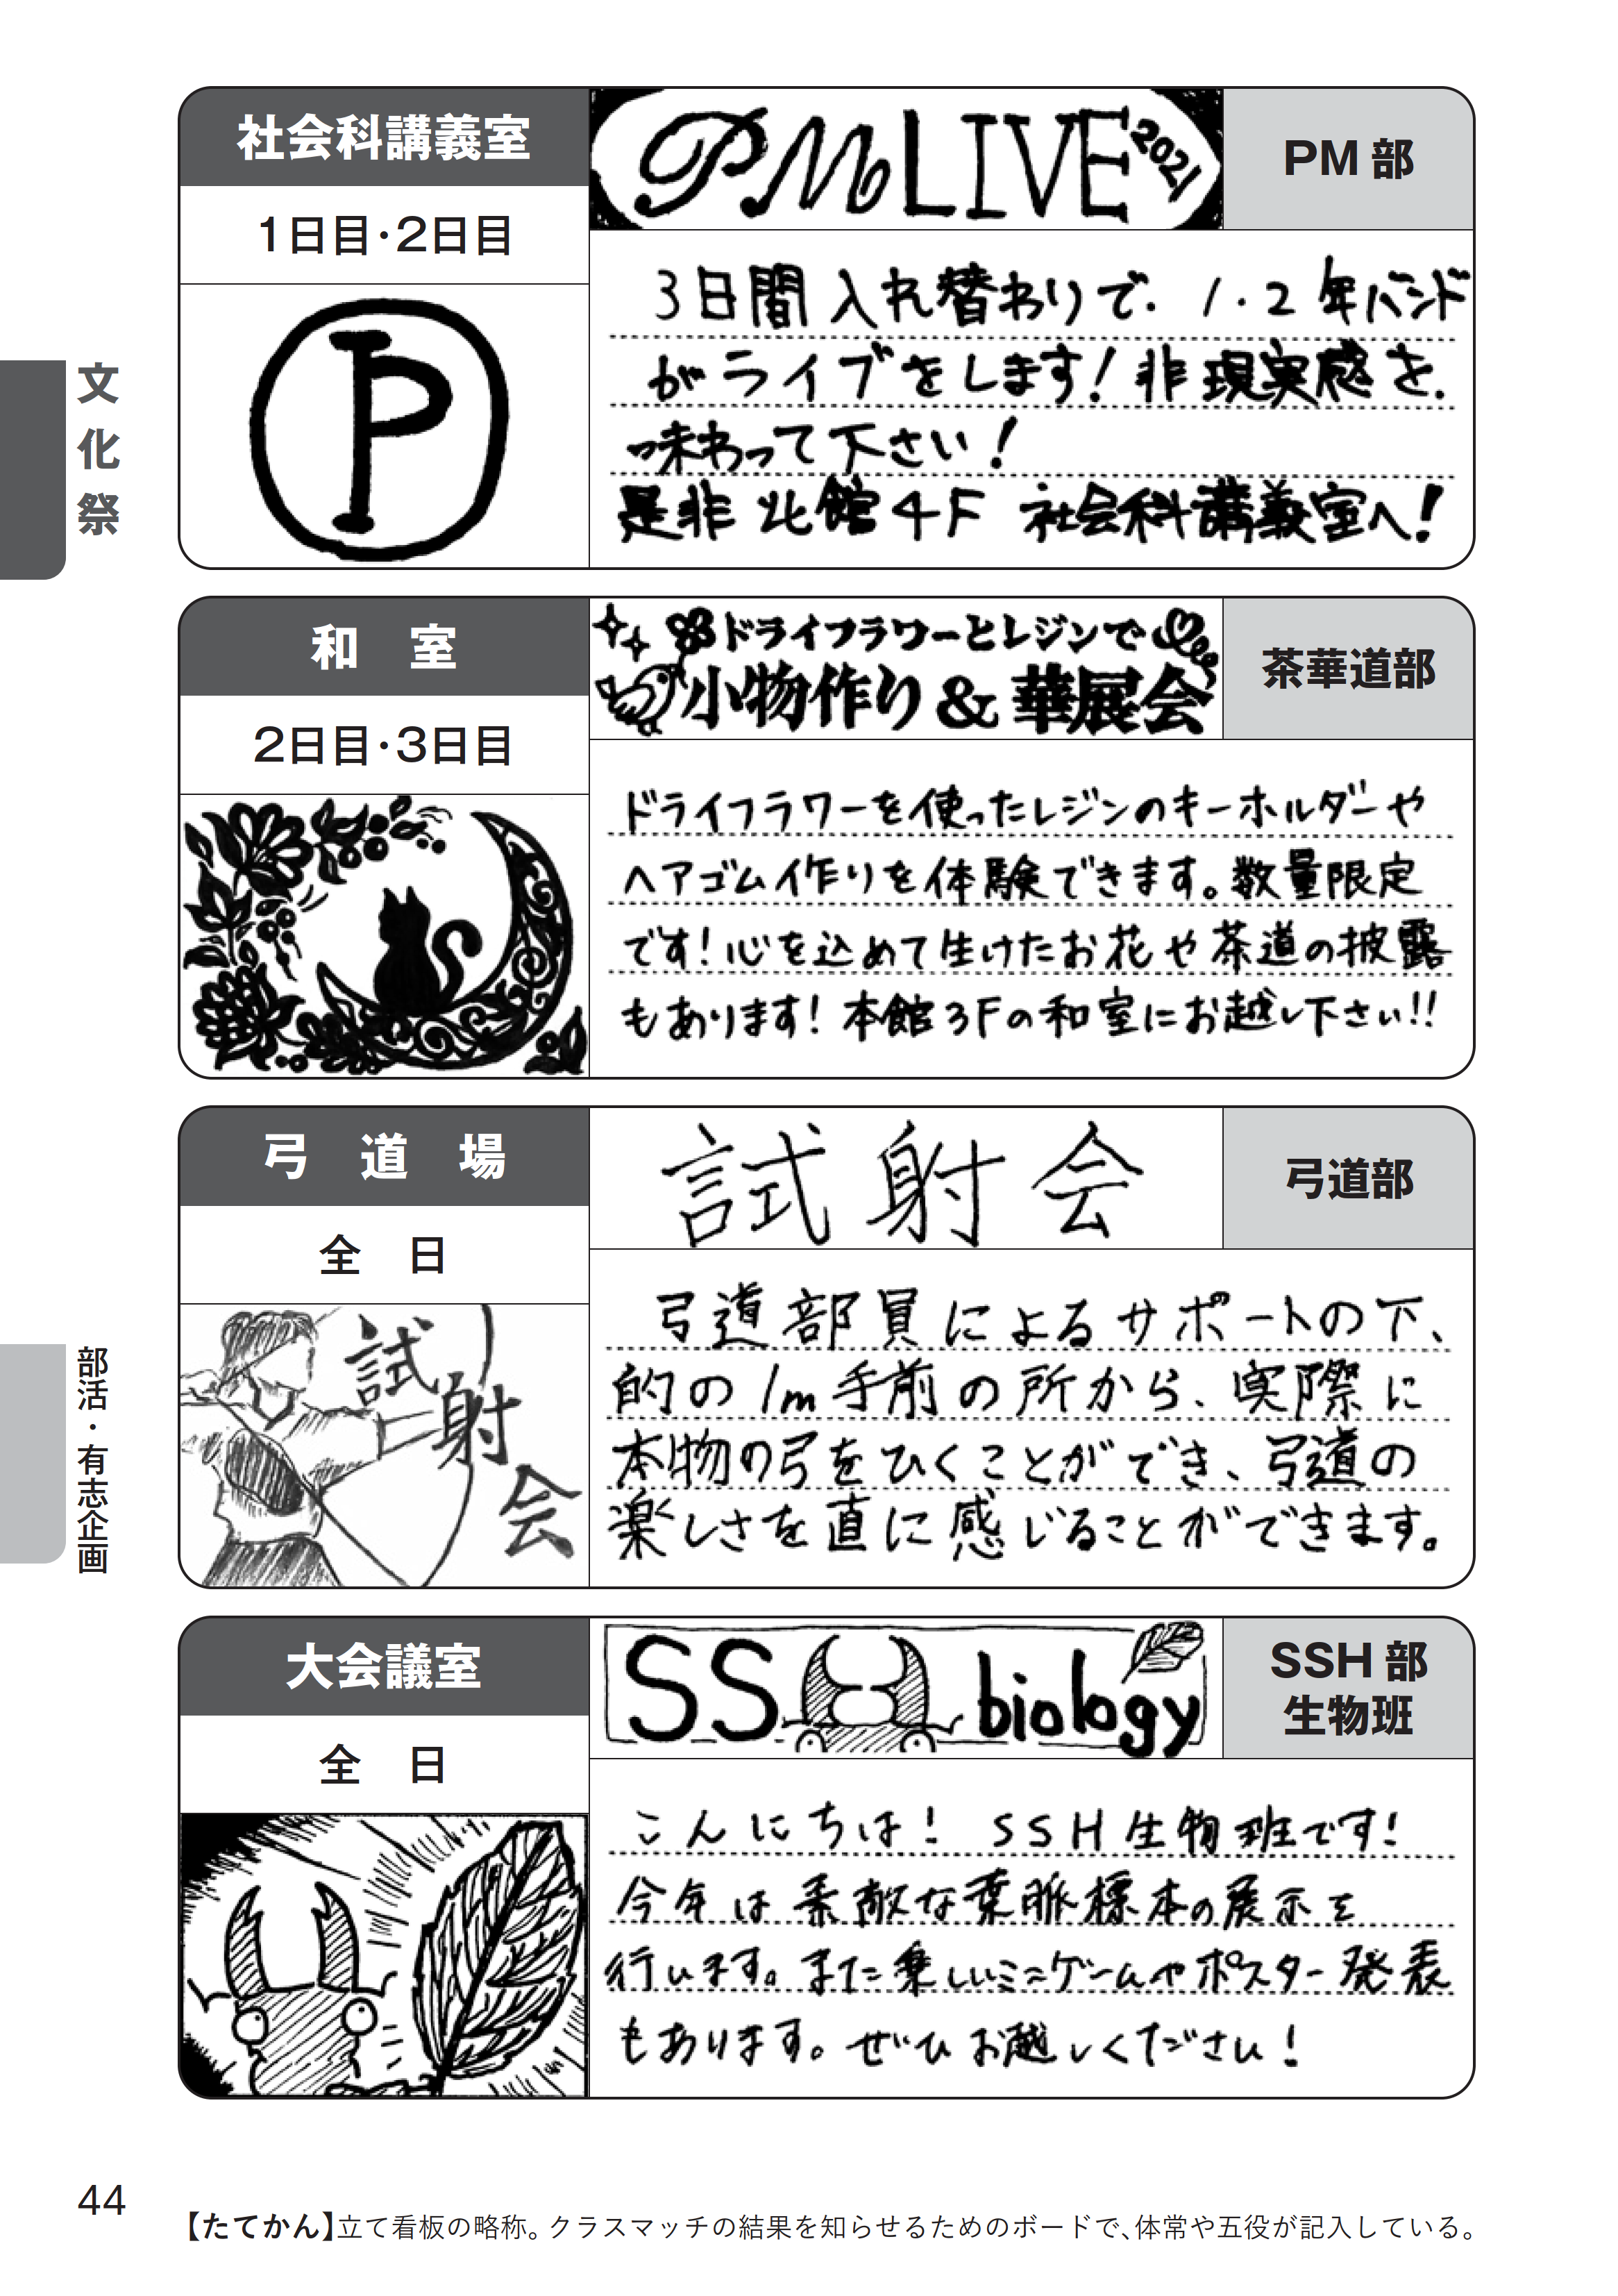 文化祭
部活・有志企画
社会科講義室
PM LIVE 2021
PM 部
1日目・2日目
P
3日間入れ替わりで、1・2年バンド
がライブをします！非現実感を、
味わって下さい！
是非北館4F 社会科講義室へ！
和　室
ドライフラワーとレジンで
小物作り&華展会
茶華道部
2日目・3日目
ドライフラワーを使ったレジンのキーホルダーや
ヘアゴム作りを体験できます。数量限定
です！心を込めて生けたお花や茶道の披露
もあります！本館3Fの和室にお越し下さい!!
弓　道　場
試射会
弓道部
全　日
試射会
弓道部員によるサポートの下、
的の1m手前の所から、実際に
本物の弓をひくことができ、弓道の
楽しさを直に感じることができます。
大会議室
SSH biology
SSH 部
生物班
全　日
こんにちは！ SSH生物班です！
今年は素敵な葉脈標本の展示を
行います。また楽しいミニゲームやポスター発表
もあります。ぜひお越しください！
44
【たてかん】立て看板の略称。クラスマッチの結果を知らせるためのボードで、体常や五役が記入している。